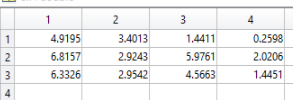 1 2 3 4
1 4.9195 3.4013 1.4411 0.2598
2 6.8157 2.9243 5.9761 2.0206
3 6.3326 2.9542 4.5663 1.4451
4